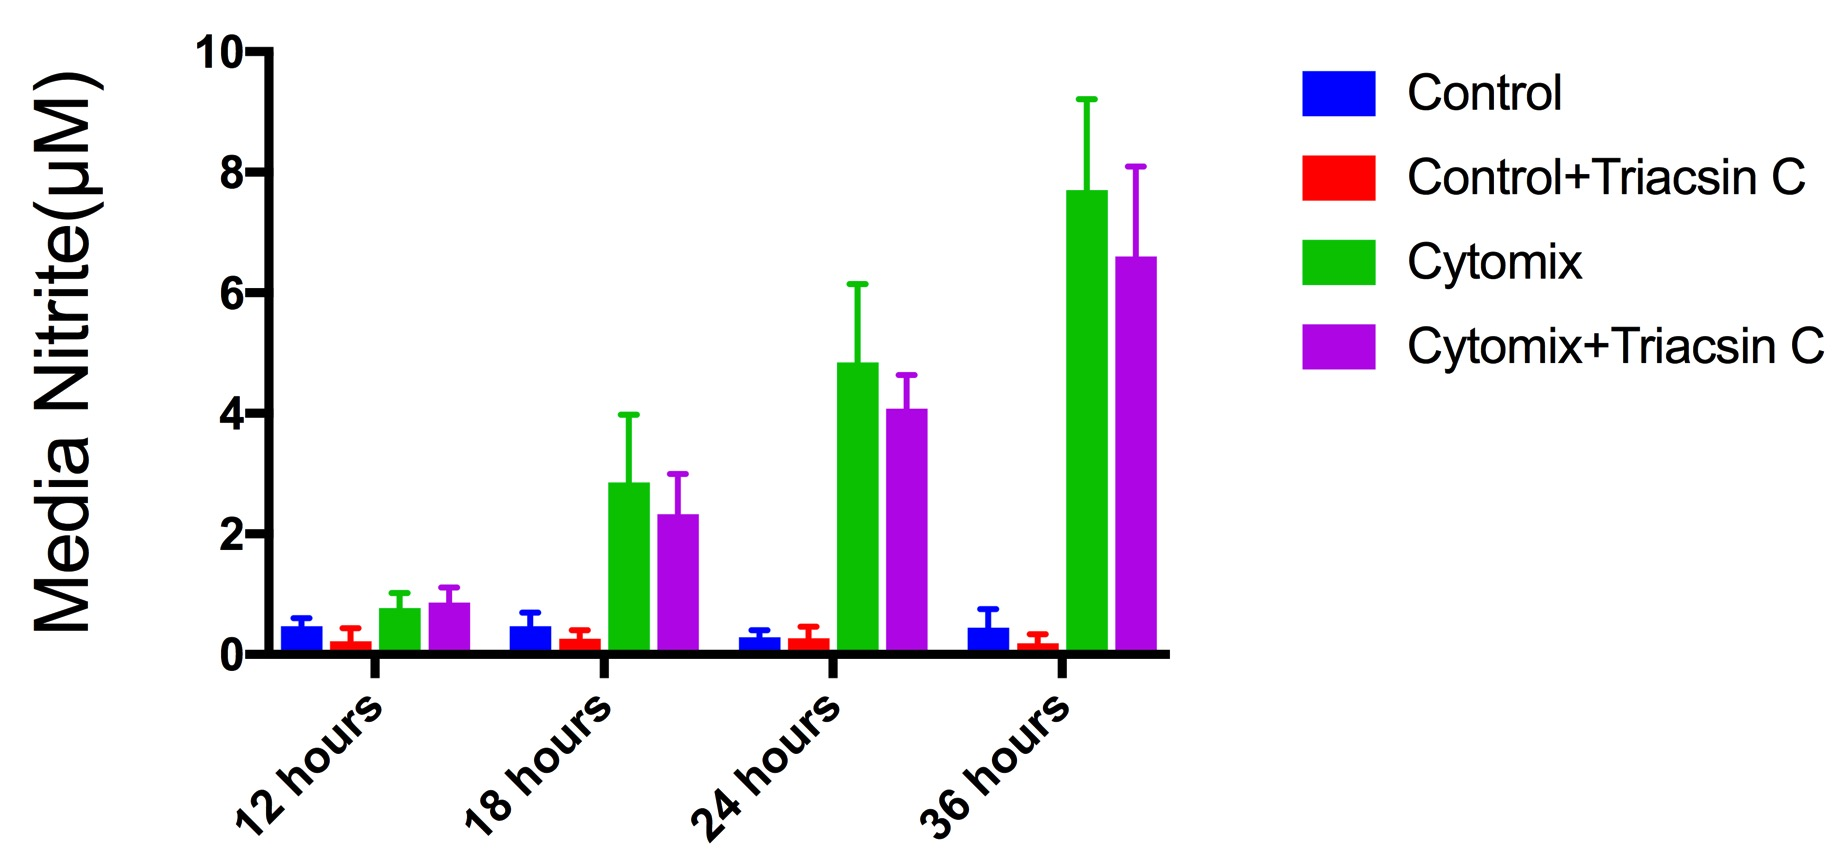 Media Nitrite(µM)
10
8
6
4
2
0
12 hours
18 hours
24 hours
36 hours
Control
Control+Triacsin C
Cytomix
Cytomix+Triacsin C